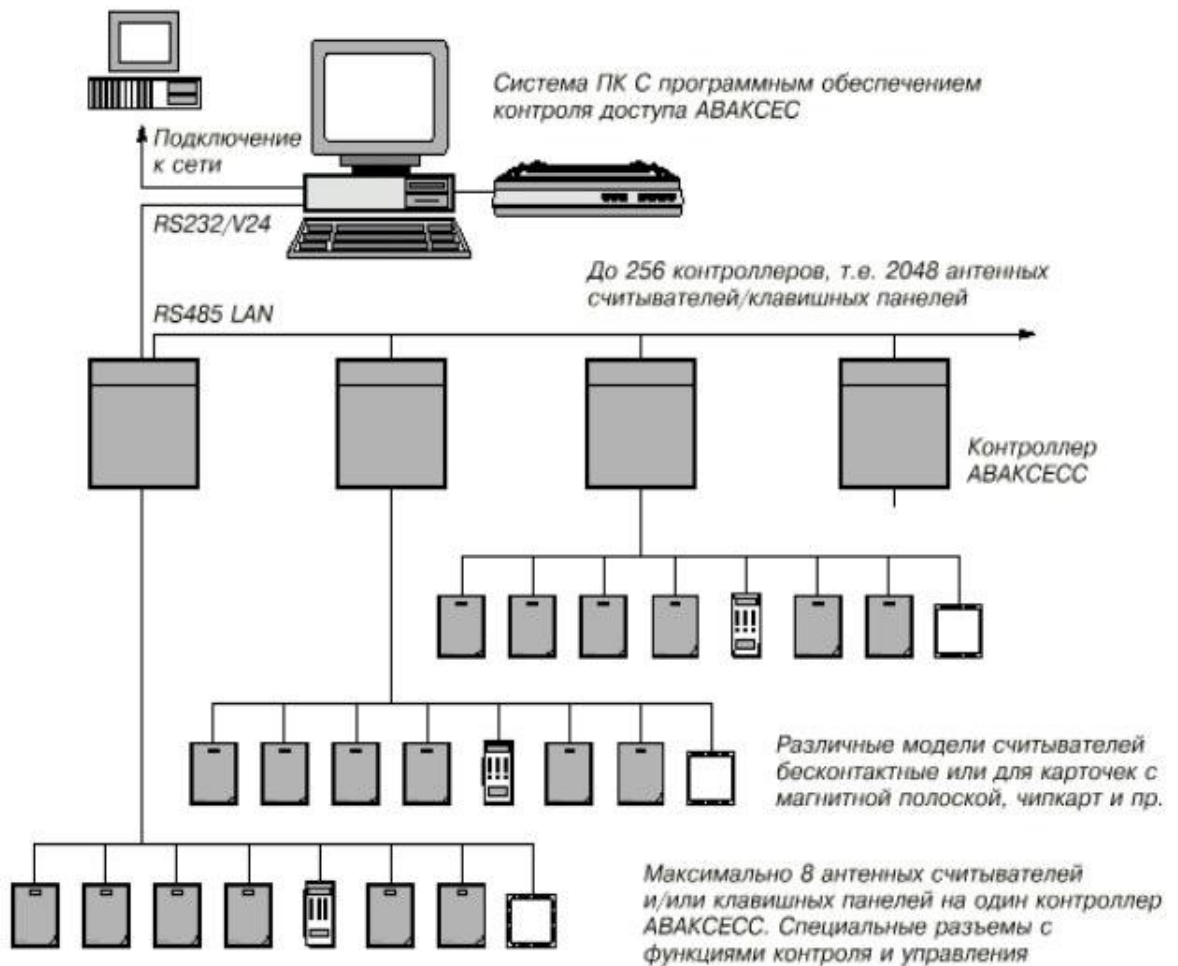 Система ПК С программным обеспечением
контроля доступа АВАКСЕС
Подключение
к сети
RS232/V24
До 256 контроллеров, т.е. 2048 антенных
считывателей/клавишных панелей
RS485 LAN
Контроллер
АВАКСЕСС
Различные модели считывателей
бесконтактные или для карточек с
магнитной полоской, чипкарт и пр.
Максимально 8 антенных считывателей
и/или клавишных панелей на один контроллер
АВАКСЕСС. Специальные разъемы с
функциями контроля и управления